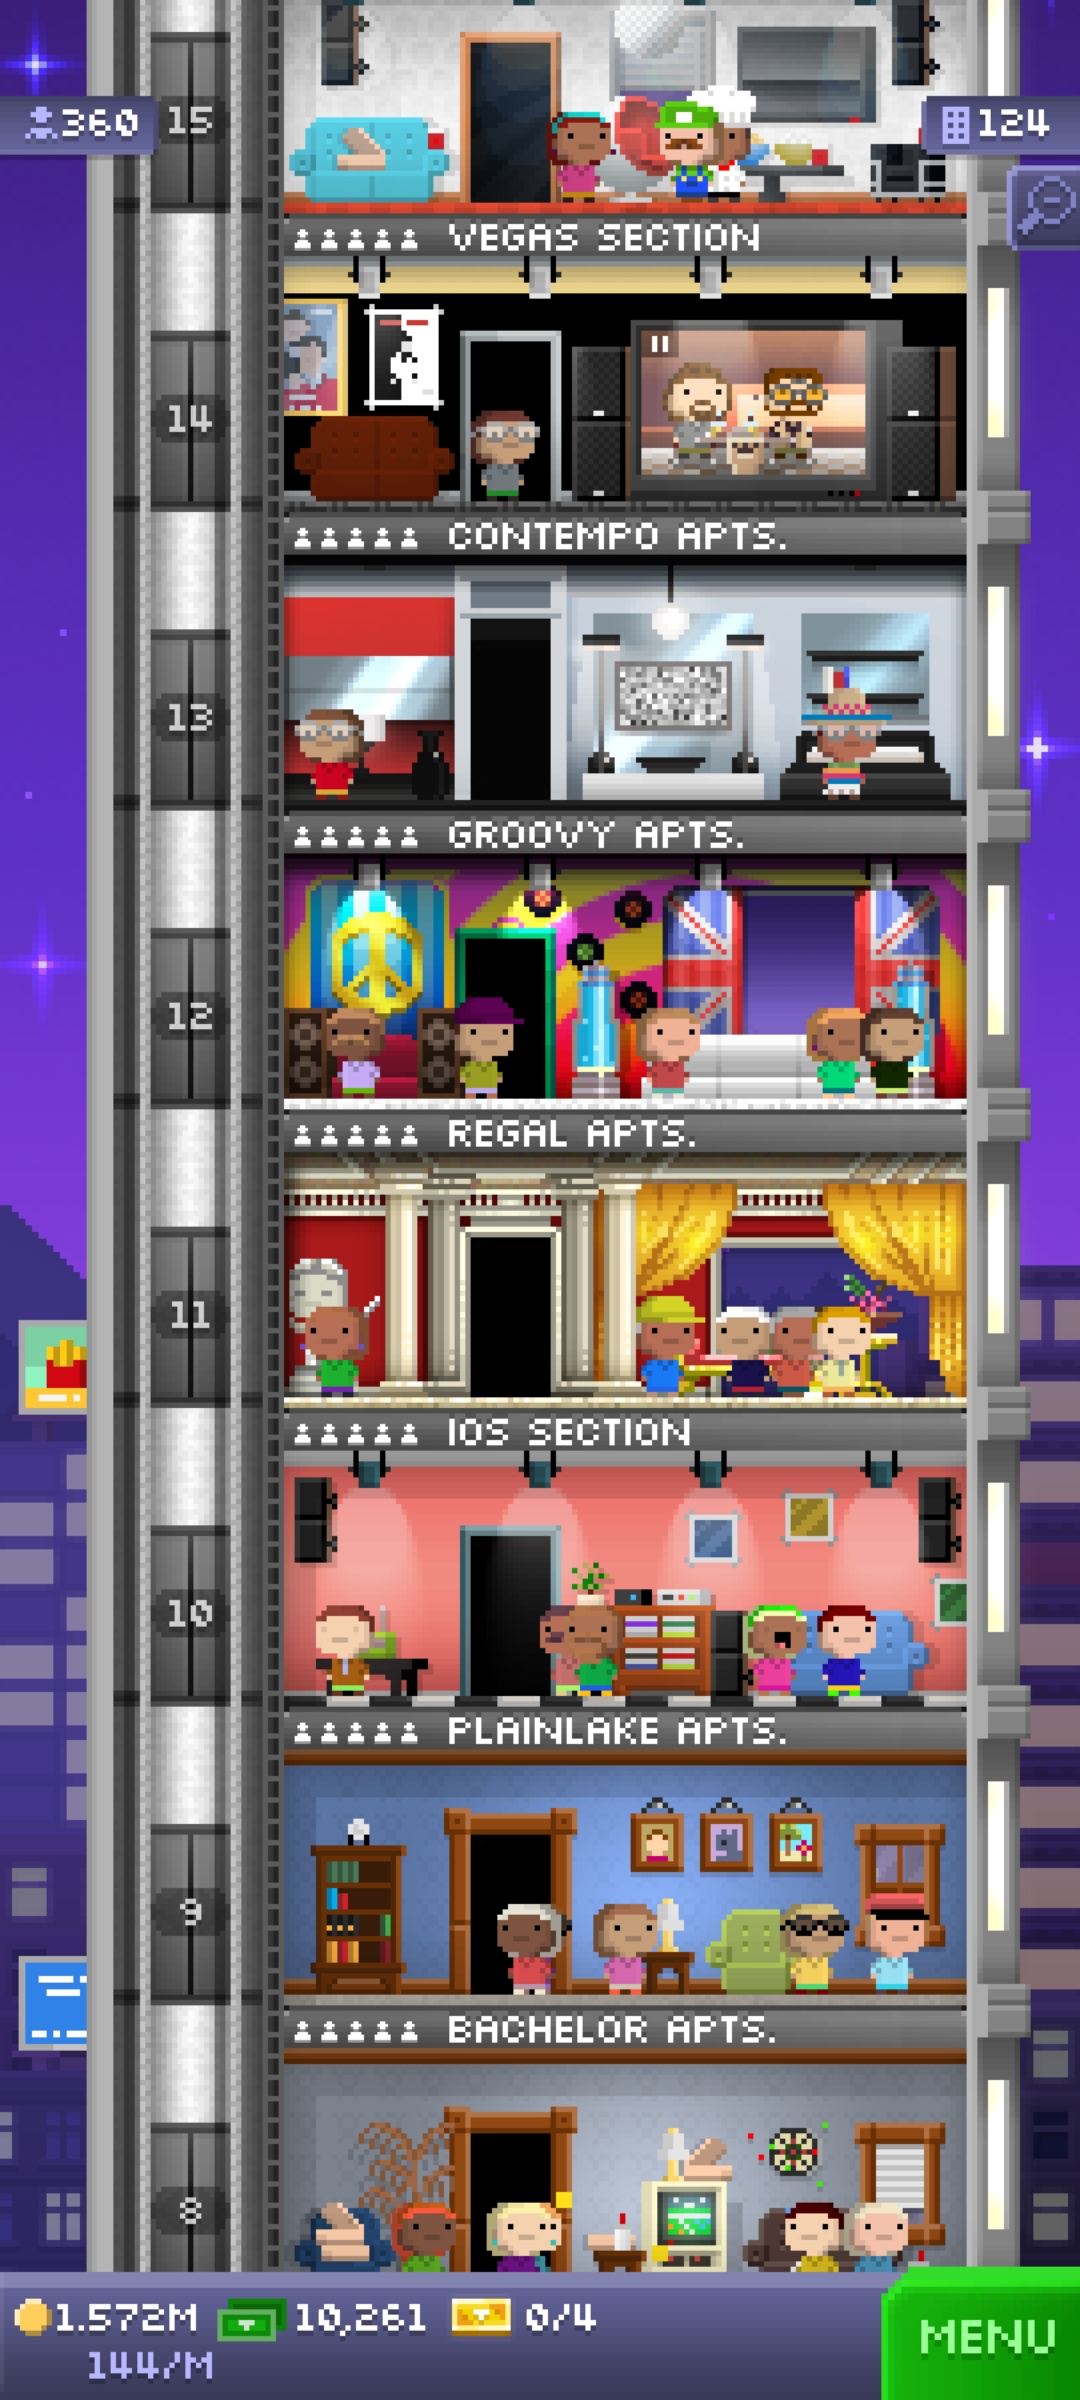 360
15
124
VEGAS SECTION
14
CONTEMPO APTS.
13
GROOVY APTS.
12
REGAL APTS.
11
IOS SECTION
10
PLAINLAKE APTS.
9
BACHELOR APTS.
8
1.572M 10,261 0/4
144/M
MENU